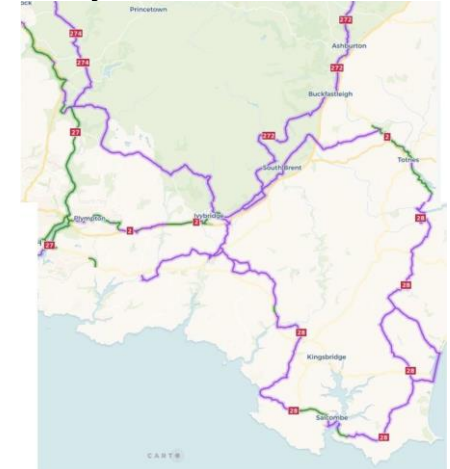 ock
Princetown
272
274
Ashburton
274
272
Buckfastleigh
27
272
2
Totnes
South Brent
Plympton
2
2
Ivybridge
28
27
28
28
Kingsbridge
28
28
Salcombe
28
CARTO